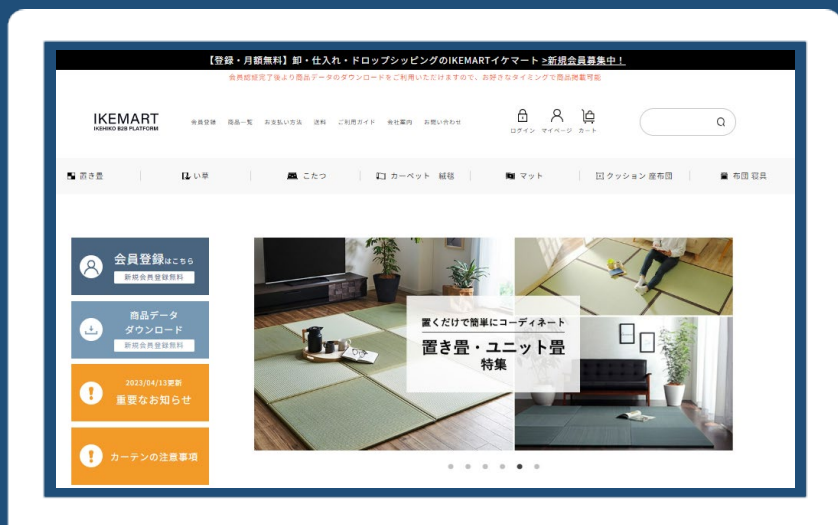 【登録・月額無料】卸・仕入れ・ドロップシッピングのIKEMARTイケマート >新規会員募集中！
会員認証完了後より商品データのダウンロードをご利用いただけますので、お好きなタイミングで商品掲載可能
IKEMART
IKEHIKO B2B PLATFORM
会員登録 商品一覧 お支払い方法 送料 ご利用ガイド 会社案内 お問い合わせ
ログイン マイページ カート
置き畳 い草 こたつ カーペット 絨毯 マット クッション 座布団 布団 寝具
会員登録はこちら
新規会員登録無料
商品データ
ダウンロード
新規会員登録無料
2023/04/13更新
重要なお知らせ
カーテンの注意事項
置くだけで簡単にコーディネート
置き畳・ユニット畳
特集